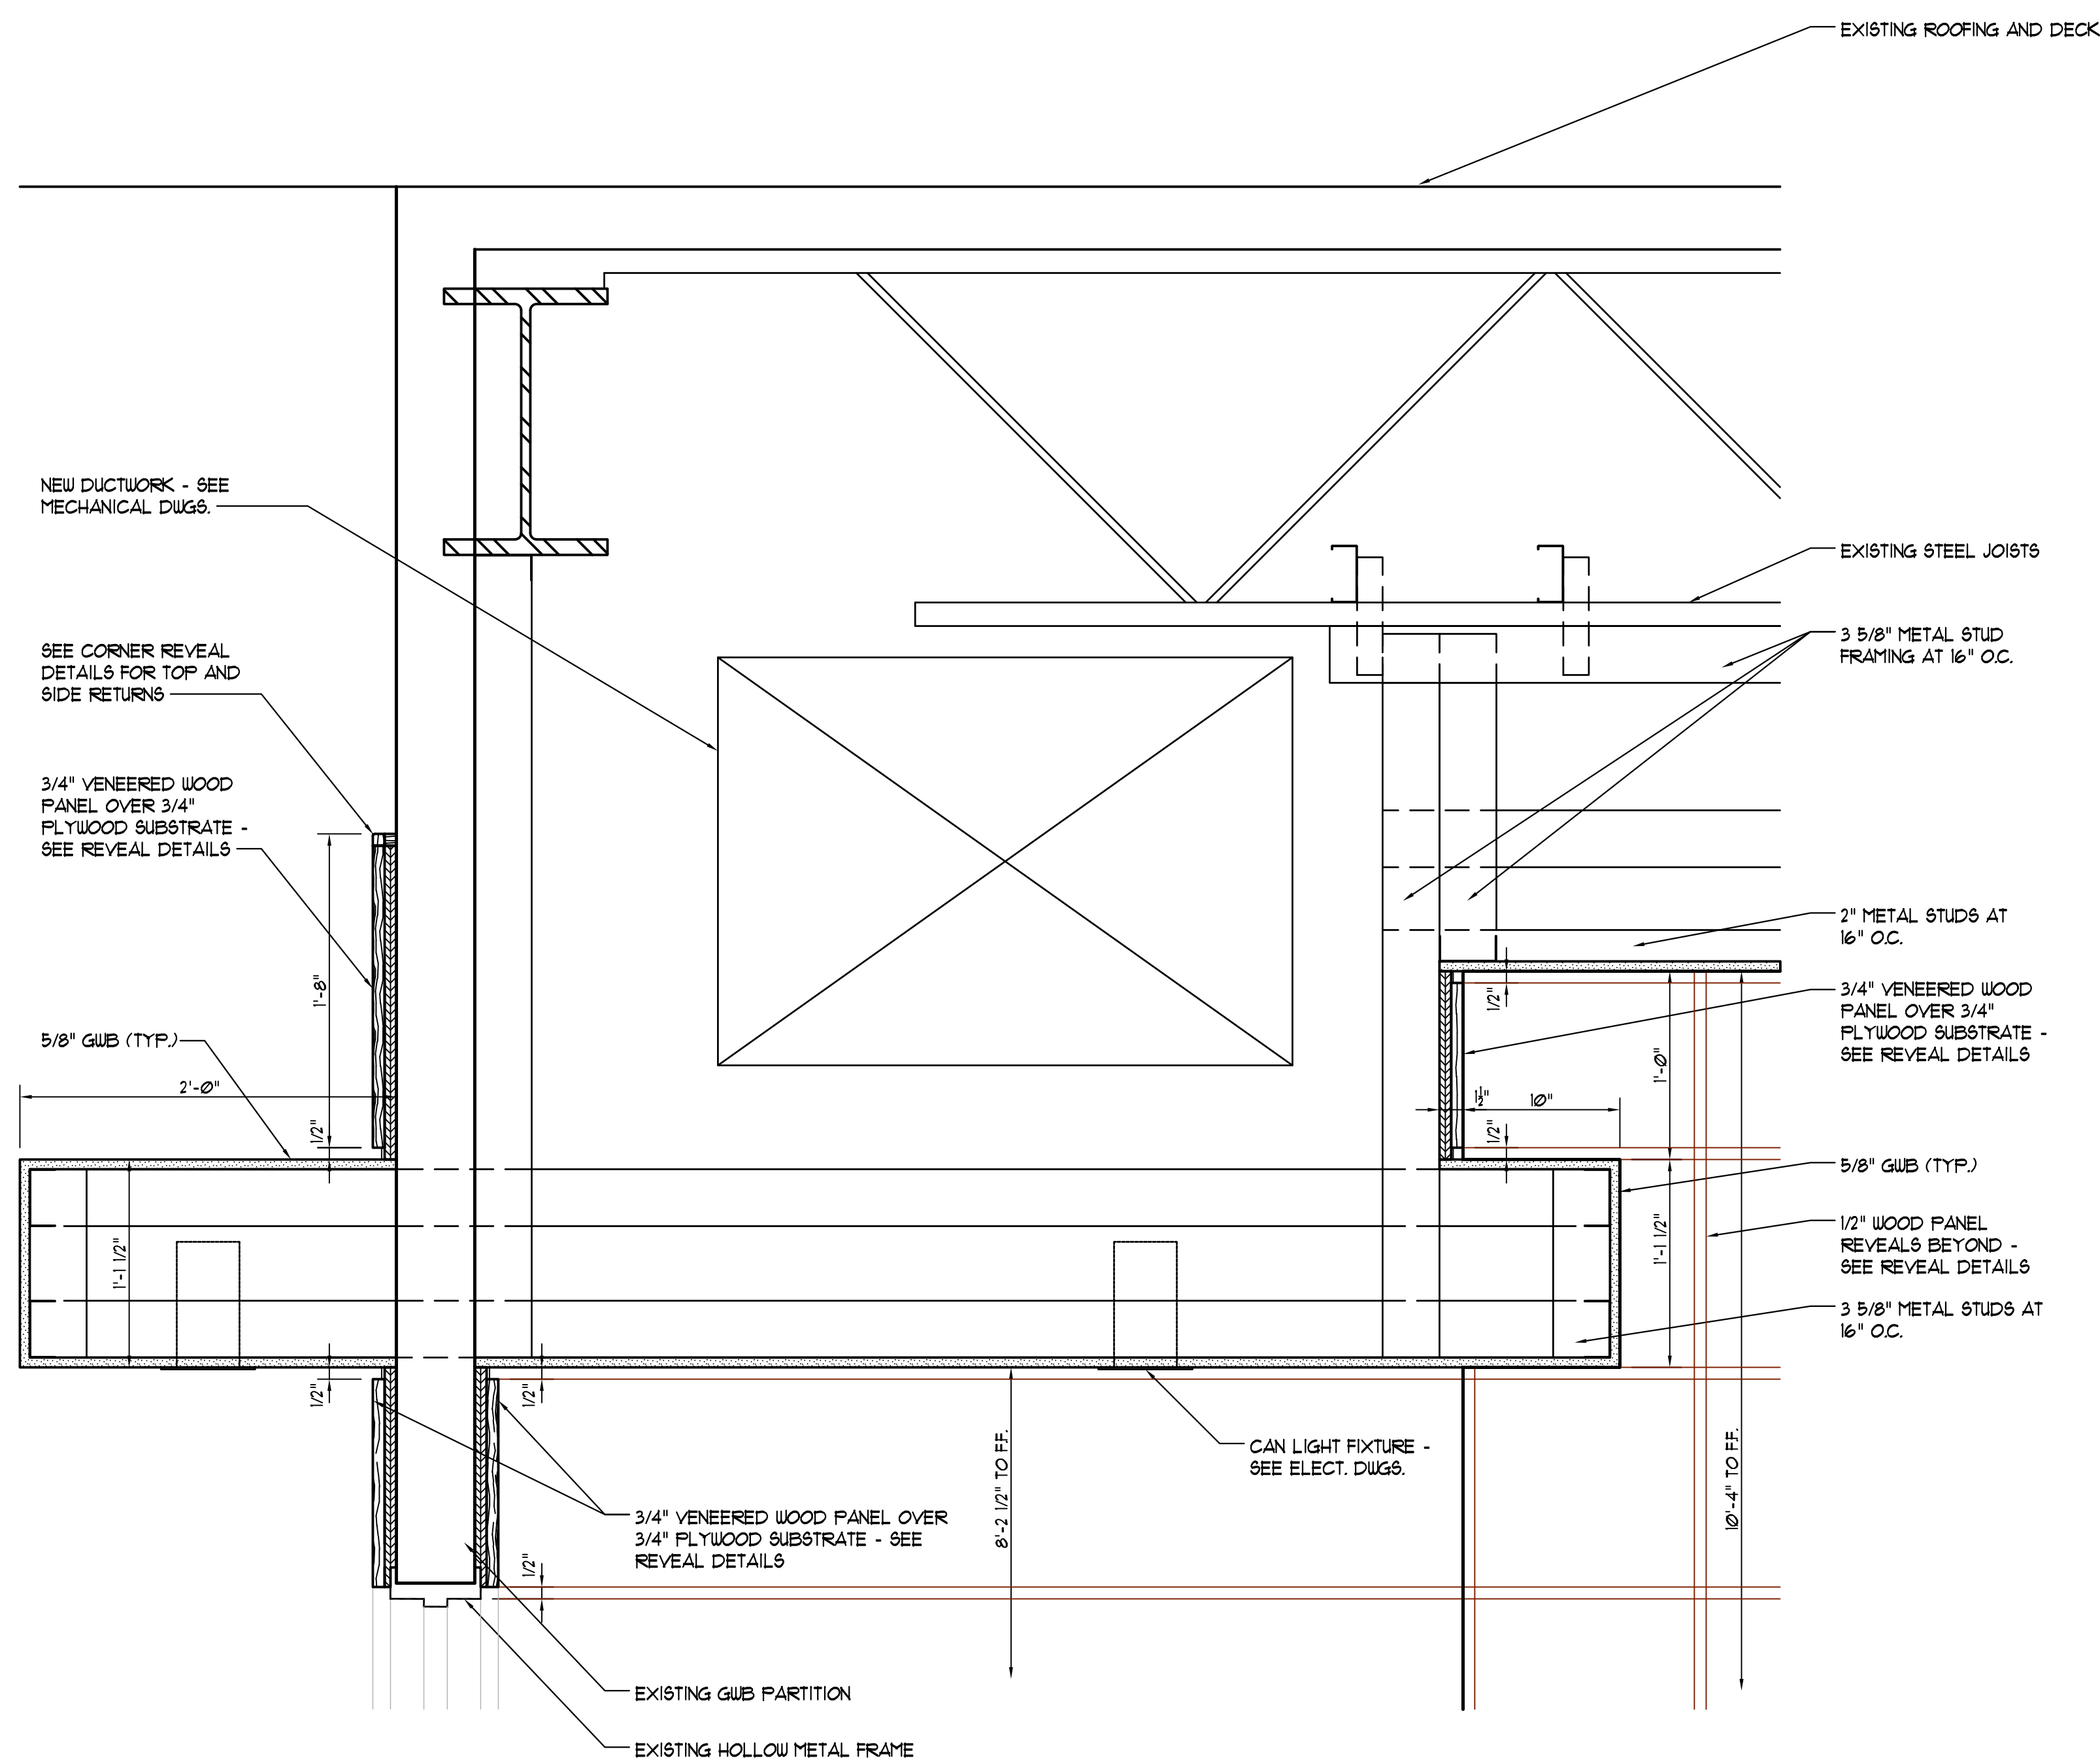 EXISTING ROOFING AND DECK
NEW DUCTWORK - SEE
MECHANICAL DWGS.
EXISTING STEEL JOISTS
3 5/8" METAL STUD
FRAMING AT 16" O.C.
SEE CORNER REVEAL
DETAILS FOR TOP AND
SIDE RETURNS
3/4" VENEERED WOOD
PANEL OVER 3/4"
PLYWOOD SUBSTRATE -
SEE REVEAL DETAILS
2" METAL STUDS AT
16" O.C.
1'-8"
1/2"
3/4" VENEERED WOOD
PANEL OVER 3/4"
PLYWOOD SUBSTRATE -
SEE REVEAL DETAILS
5/8" GWB (TYP.)
2'-0"
1'-0"
1 1/2"
10"
1/2"
1/2"
5/8" GWB (TYP.)
1'-1 1/2"
1'-1 1/2"
1/2" WOOD PANEL
REVEALS BEYOND -
SEE REVEAL DETAILS
3 5/8" METAL STUDS AT
16" O.C.
1/2"
1/2"
CAN LIGHT FIXTURE -
SEE ELECT. DWGS.
8'-2 1/2" TO F.F.
10'-4" TO F.F.
3/4" VENEERED WOOD PANEL OVER
3/4" PLYWOOD SUBSTRATE - SEE
REVEAL DETAILS
1/2"
EXISTING GWB PARTITION
EXISTING HOLLOW METAL FRAME